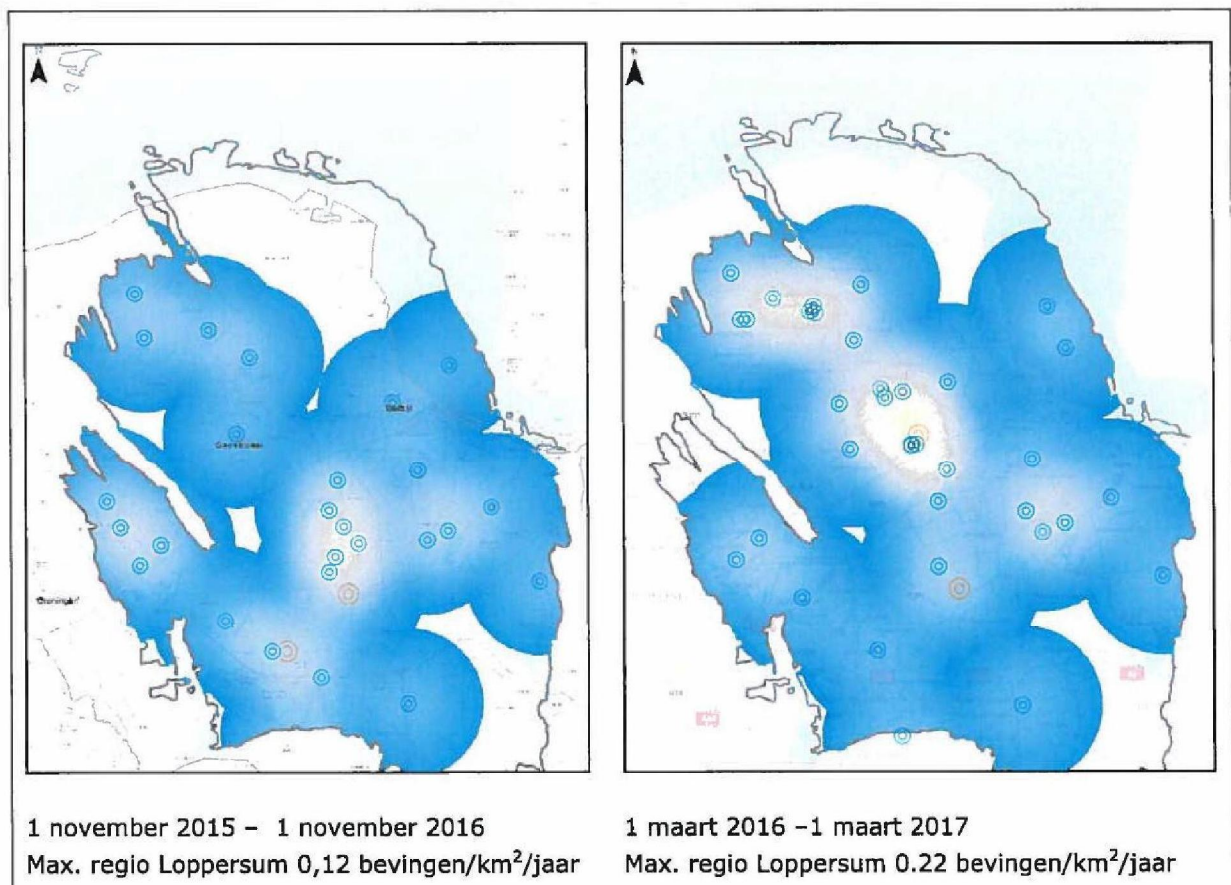 1 november 2015 – 1 november 2016
Max. regio Loppersum 0,12 bevingen/km²/jaar
1 maart 2016 –1 maart 2017
Max. regio Loppersum 0.22 bevingen/km²/jaar